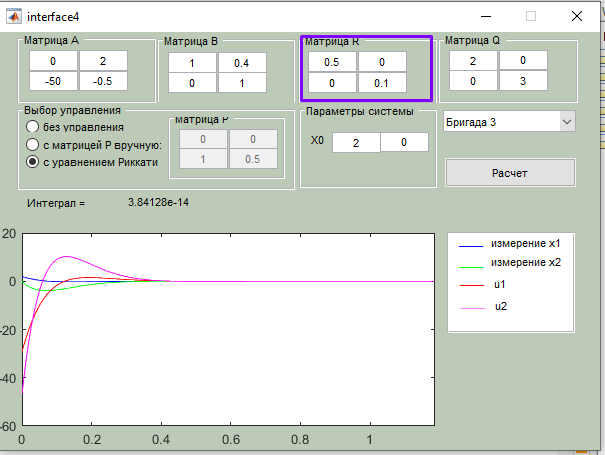 interface4
Матрица A
0 2
-50 -0.5
Матрица B
1 0.4
0 1
Матрица R
0.5 0
0 0.1
Матрица Q
2 0
0 3
Выбор управления
без управления
с матрицей P вручную:
с уравнением Риккати
Матрица P
0 0
1 0.5
Параметры системы
X0 2 0
Бригада 3
Расчет
Интеграл = 3.84128e-14
20
0
-20
-40
-60
0 0.2 0.4 0.6 0.8 1
измерение x1
измерение x2
u1
u2